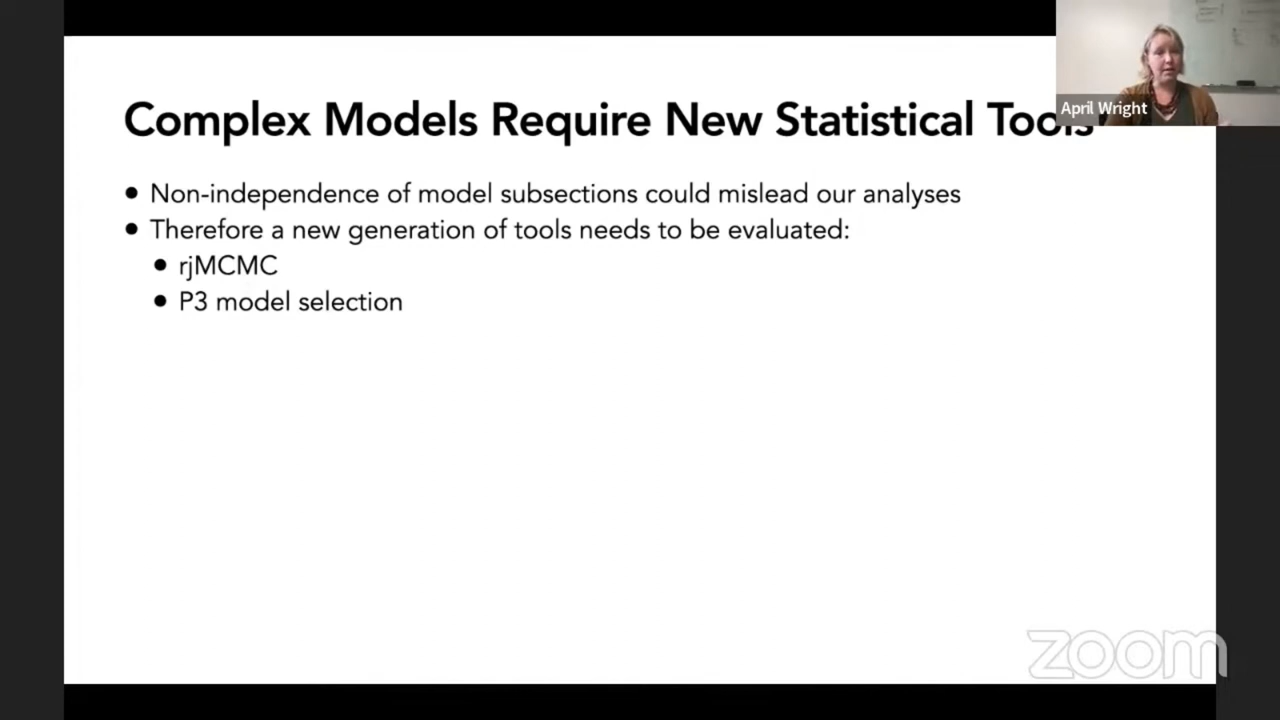 Complex Models Require New Statistical Tools
April Wright
• Non-independence of model subsections could mislead our analyses
• Therefore a new generation of tools needs to be evaluated:
• rjMCMC
• P3 model selection
zoom